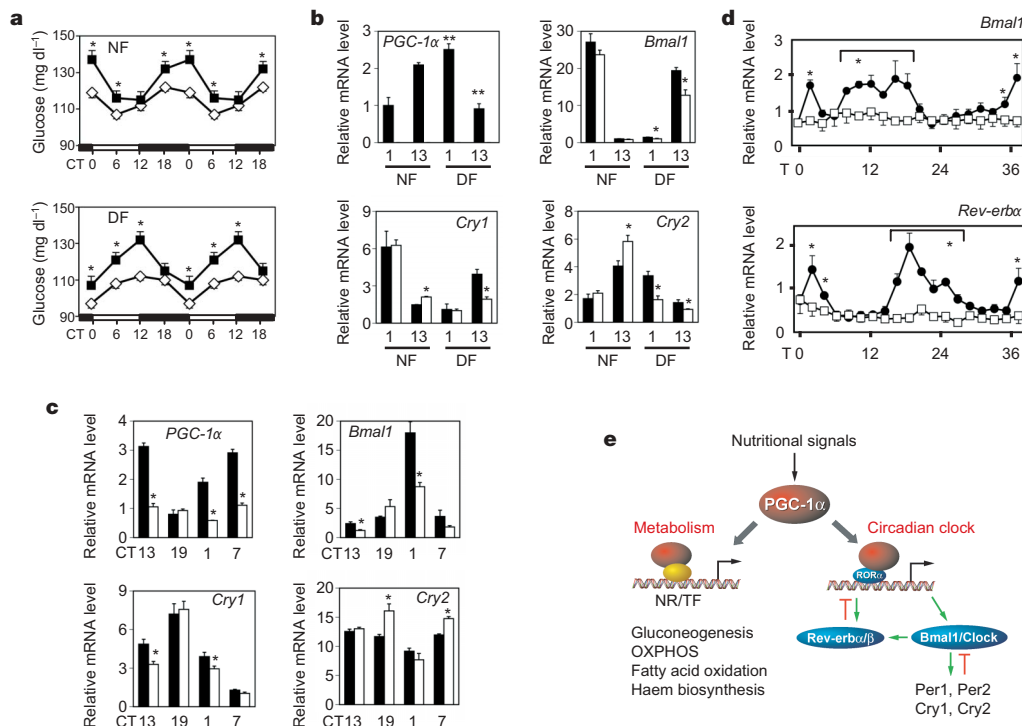 a
NF
Glucose (mg dl⁻¹)
150
130
110
90
* * * * * *
CT 0 6 12 18 0 6 12 18
DF
Glucose (mg dl⁻¹)
150
130
110
90
* * * * * *
CT 0 6 12 18 0 6 12 18
b
PGC-1α
Relative mRNA level
3
2
1
0
** **
1 13 1 13
NF DF
Bmal1
Relative mRNA level
30
20
10
0
* *
1 13 1 13
NF DF
Cry1
Relative mRNA level
9
6
3
0
* *
1 13 1 13
NF DF
Cry2
Relative mRNA level
8
6
4
2
0
* * *
1 13 1 13
NF DF
c
PGC-1α
Relative mRNA level
4
3
2
1
0
* * *
CT 13 19 1 7
Bmal1
Relative mRNA level
20
15
10
5
0
* *
CT 13 19 1 7
Cry1
Relative mRNA level
9
6
3
0
* *
CT 13 19 1 7
Cry2
Relative mRNA level
20
15
10
5
0
* *
CT 13 19 1 7
d
Bmal1
Relative mRNA level
3
2
1
0
* * * *
T 0 12 24 36
Rev-erbα
Relative mRNA level
2
1
0
* * * *
T 0 12 24 36
e
Nutritional signals
PGC-1α
Metabolism
Circadian clock
RORα
NR/TF
Gluconeogenesis
OXPHOS
Fatty acid oxidation
Haem biosynthesis
Rev-erbα/β
Bmal1/Clock
Per1, Per2
Cry1, Cry2